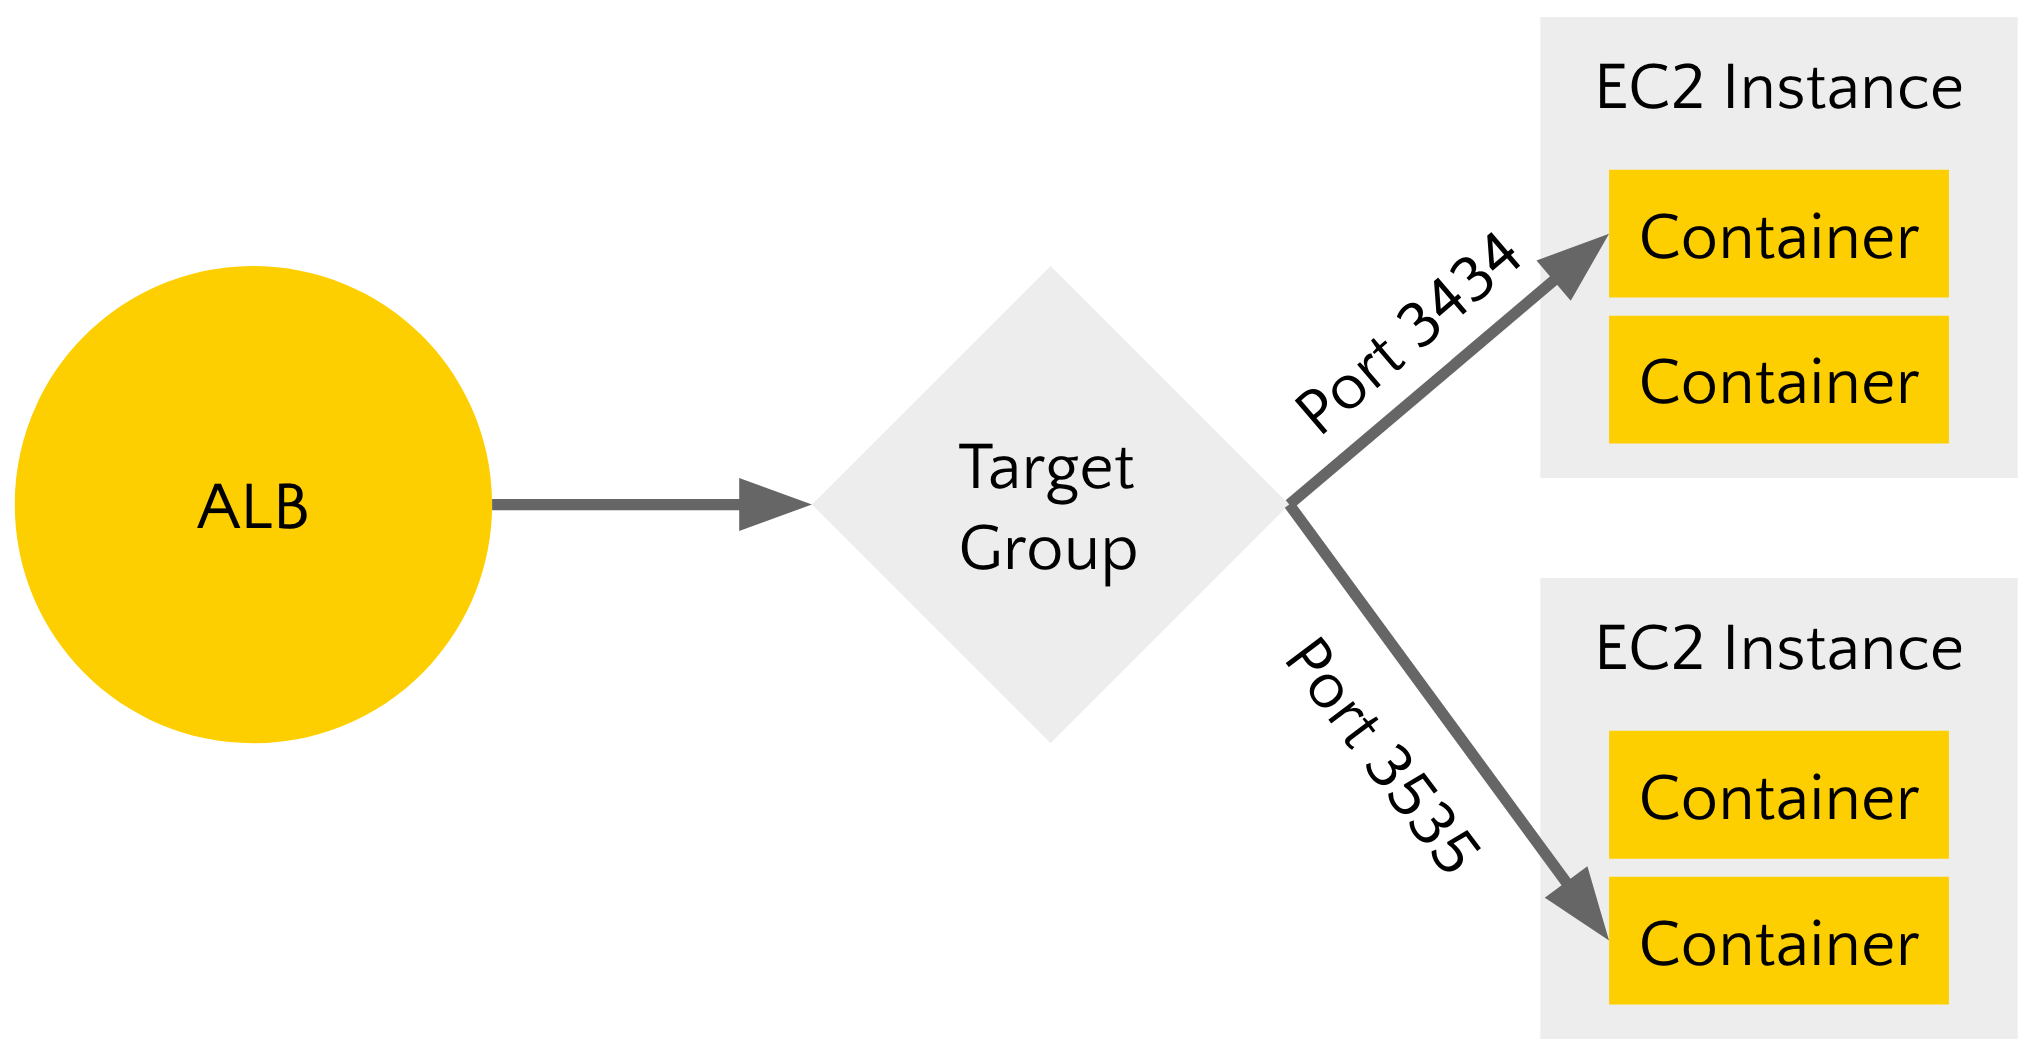 ALB
Target
Group
Port 3434
Port 3535
EC2 Instance
Container
Container
EC2 Instance
Container
Container